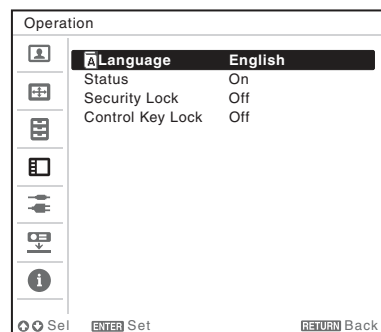 Operation
A Language English
Status On
Security Lock Off
Control Key Lock Off
i
Sel ENTER Set RETURN Back